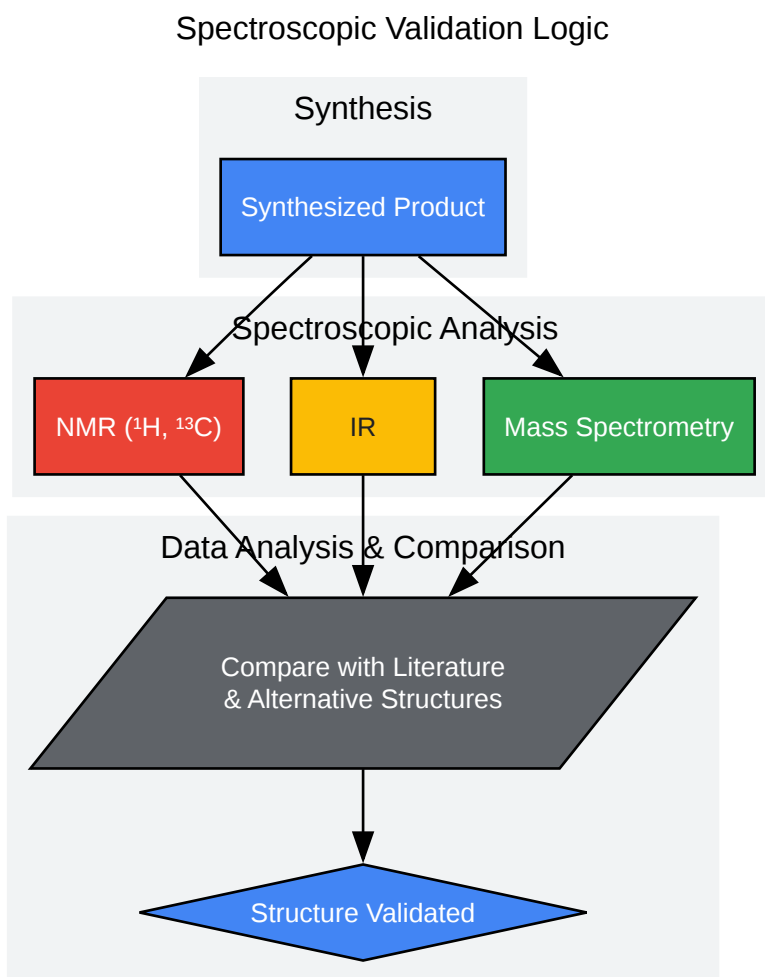 Spectroscopic Validation Logic
Synthesis
Synthesized Product
Spectroscopic Analysis
NMR (¹H, ¹³C)
IR
Mass Spectrometry
Data Analysis & Comparison
Compare with Literature
& Alternative Structures
Structure Validated